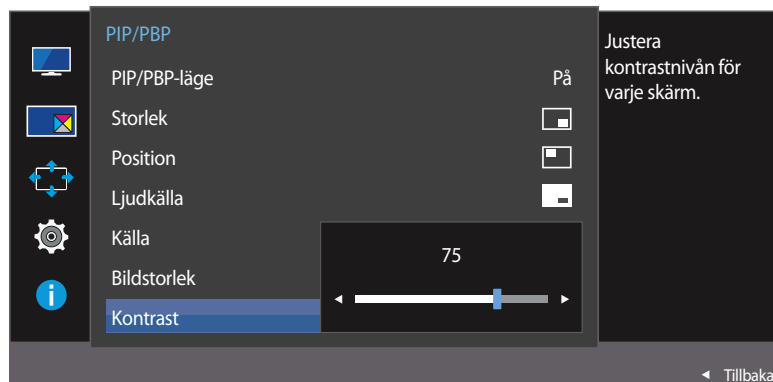 PIP/PBP
PIP/PBP-läge På
Storlek
Position
Ljudkälla
Källa
Bildstorlek
Kontrast
75
Justera
kontrastnivån för
varje skärm.
Tillbaka